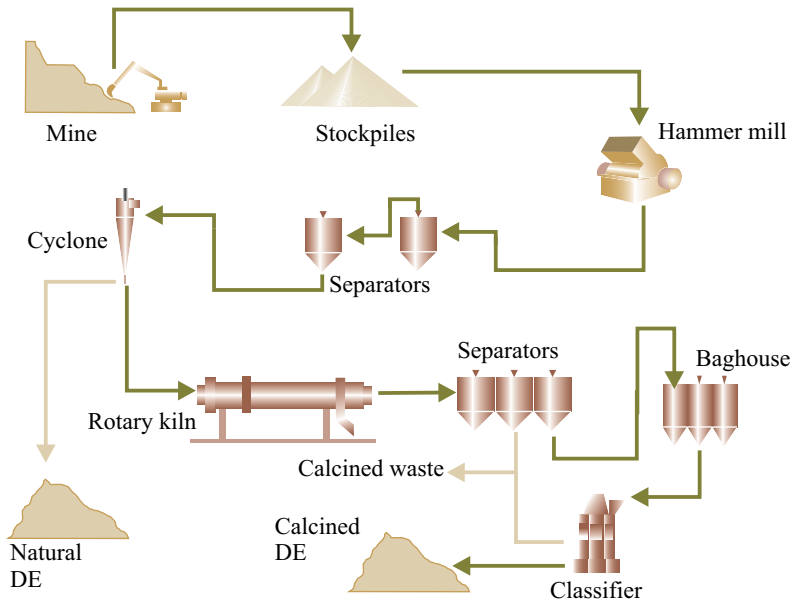 Mine
Stockpiles
Hammer mill
Cyclone
Separators
Separators
Baghouse
Rotary kiln
Calcined waste
Natural
DE
Calcined
DE
Classifier